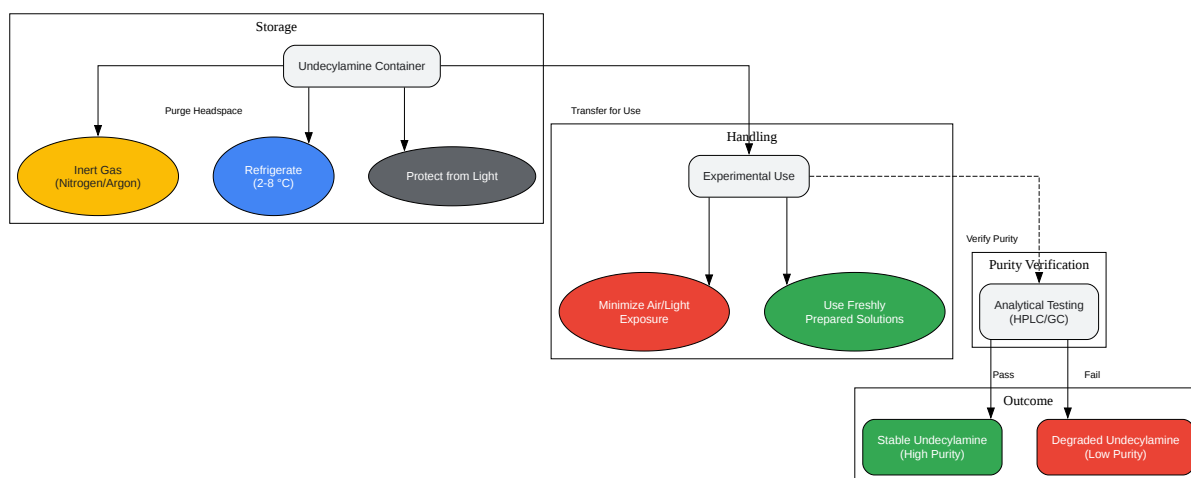 Storage
Undecylamine Container
Purge Headspace
Transfer for Use
Inert Gas
(Nitrogen/Argon)
Refrigerate
(2-8 °C)
Protect from Light
Handling
Experimental Use
Verify Purity
Minimize Air/Light
Exposure
Use Freshly
Prepared Solutions
Purity Verification
Analytical Testing
(HPLC/GC)
Pass
Fail
Outcome
Stable Undecylamine
(High Purity)
Degraded Undecylamine
(Low Purity)